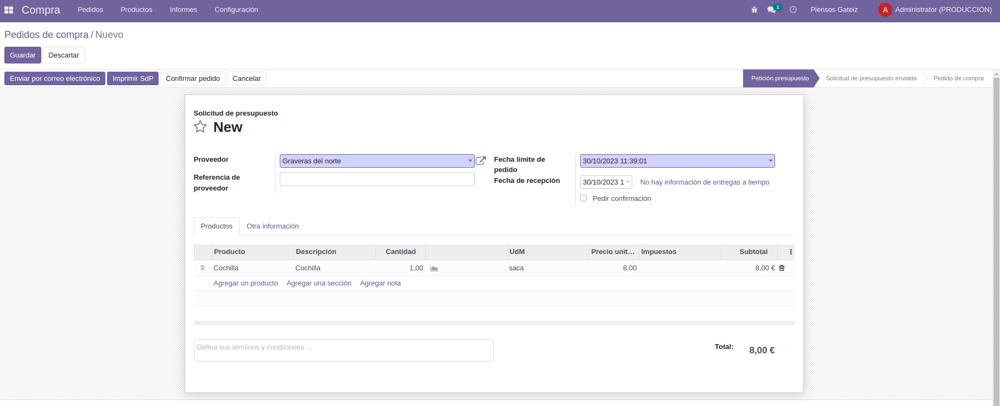 Compra Pedidos Productos Informes Configuración 1 Piensos Gateiz A Administrator (PRODUCCION)
Pedidos de compra / Nuevo
Guardar Descartar
Enviar por correo electrónico Imprimir SdP Confirmar pedido Cancelar Petición presupuesto Solicitud de presupuesto enviada Pedido de compra
Solicitud de presupuesto
New
Proveedor Graveras del norte
Referencia de
proveedor
Fecha límite de
pedido
30/10/2023 11:39:01
Fecha de recepción 30/10/2023 1 No hay información de entregas a tiempo
Pedir confirmación
Productos Otra información
Producto Descripción Cantidad UdM Precio unit... Impuestos Subtotal
Cochilla Cochilla 1,00 saca 8,00 8,00 €
Agregar un producto Agregar una sección Agregar nota
Defina sus términos y condiciones ...
Total: 8,00 €